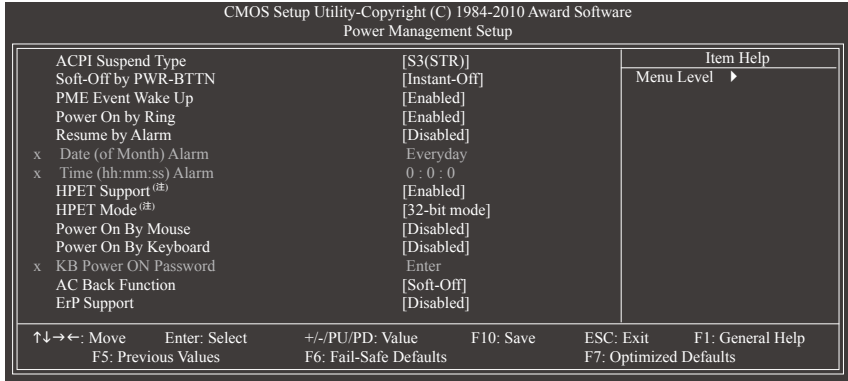 CMOS Setup Utility-Copyright (C) 1984-2010 Award Software
Power Management Setup
ACPI Suspend Type [S3(STR)] Item Help
Soft-Off by PWR-BTTN [Instant-Off] Menu Level ▶
PME Event Wake Up [Enabled]
Power On by Ring [Enabled]
Resume by Alarm [Disabled]
x Date (of Month) Alarm Everyday
x Time (hh:mm:ss) Alarm 0 : 0 : 0
HPET Support (注) [Enabled]
HPET Mode (注) [32-bit mode]
Power On By Mouse [Disabled]
Power On By Keyboard [Disabled]
x KB Power ON Password Enter
AC Back Function [Soft-Off]
ErP Support [Disabled]
↑↓→←: Move Enter: Select +/-/PU/PD: Value F10: Save ESC: Exit F1: General Help
F5: Previous Values F6: Fail-Safe Defaults F7: Optimized Defaults